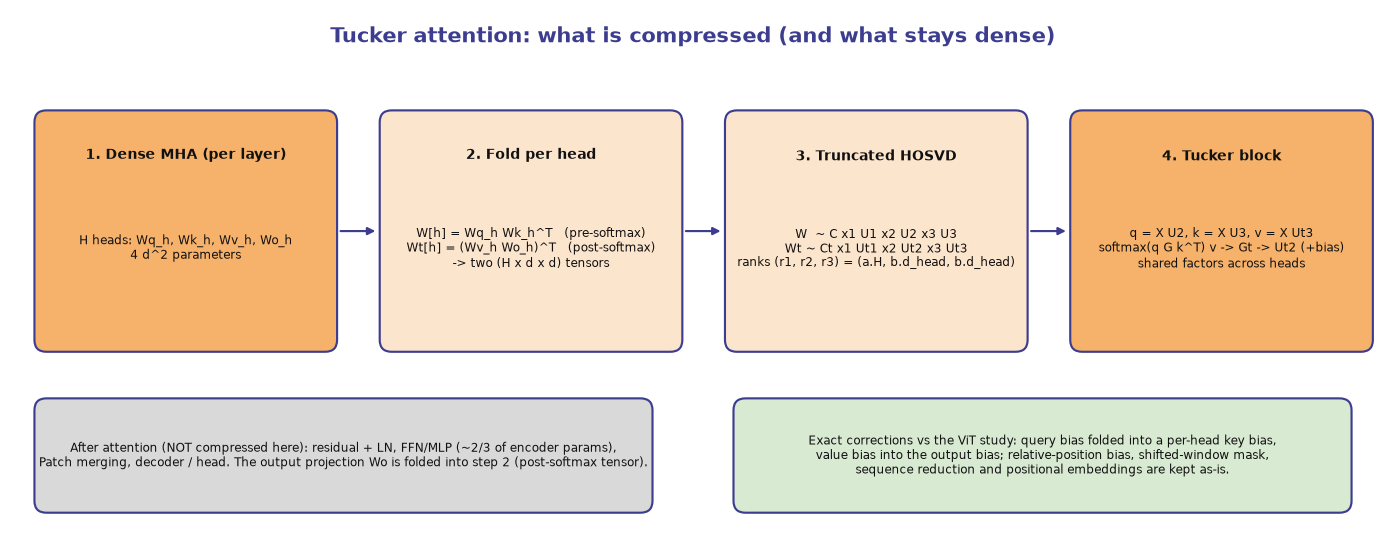 Tucker attention: what is compressed (and what stays dense)
1. Dense MHA (per layer)
H heads: Wq_h, Wk_h, Wv_h, Wo_h
4 d^2 parameters
2. Fold per head
W[h] = Wq_h Wk_h^T   (pre-softmax)
Wt[h] = (Wv_h Wo_h)^T   (post-softmax)
-> two (H x d x d) tensors
3. Truncated HOSVD
W  ~ C x1 U1 x2 U2 x3 U3
Wt ~ Ct x1 Ut1 x2 Ut2 x3 Ut3
ranks (r1, r2, r3) = (a.H, b.d_head, b.d_head)
4. Tucker block
q = X U2, k = X U3, v = X Ut3
softmax(q G k^T) v -> Gt -> Ut2 (+bias)
shared factors across heads
After attention (NOT compressed here): residual + LN, FFN/MLP (~2/3 of encoder params),
Patch merging, decoder / head. The output projection Wo is folded into step 2 (post-softmax tensor).
Exact corrections vs the ViT study: query bias folded into a per-head key bias,
value bias into the output bias; relative-position bias, shifted-window mask,
sequence reduction and positional embeddings are kept as-is.